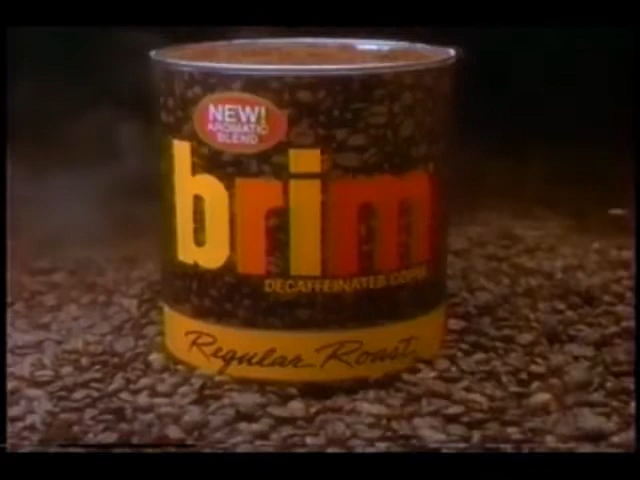 NEW!
AROMATIC
BLEND
brim
DECAFFEINATED COFFEE
Regular Roast